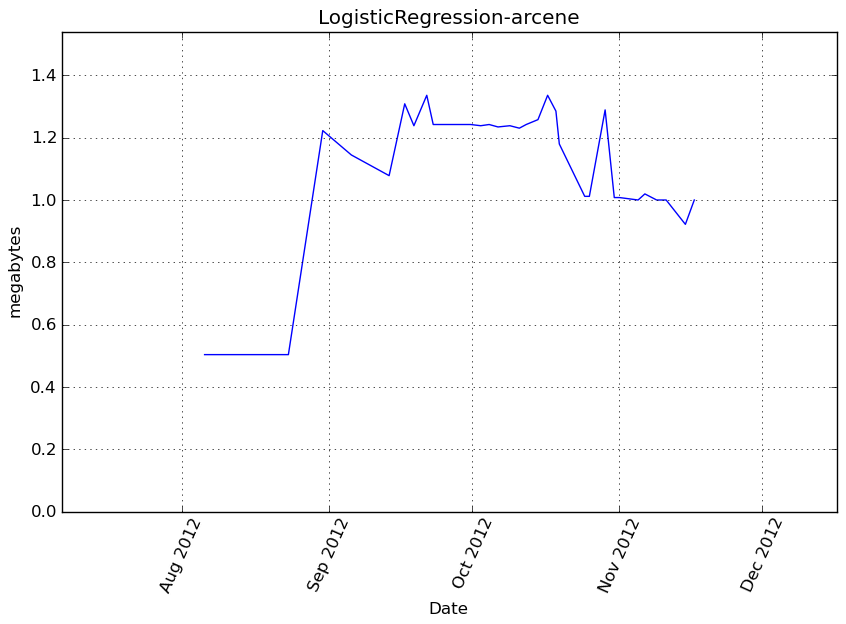 LogisticRegression-arcene
megabytes
1.4
1.2
1.0
0.8
0.6
0.4
0.2
0.0
Aug 2012
Sep 2012
Oct 2012
Nov 2012
Dec 2012
Date